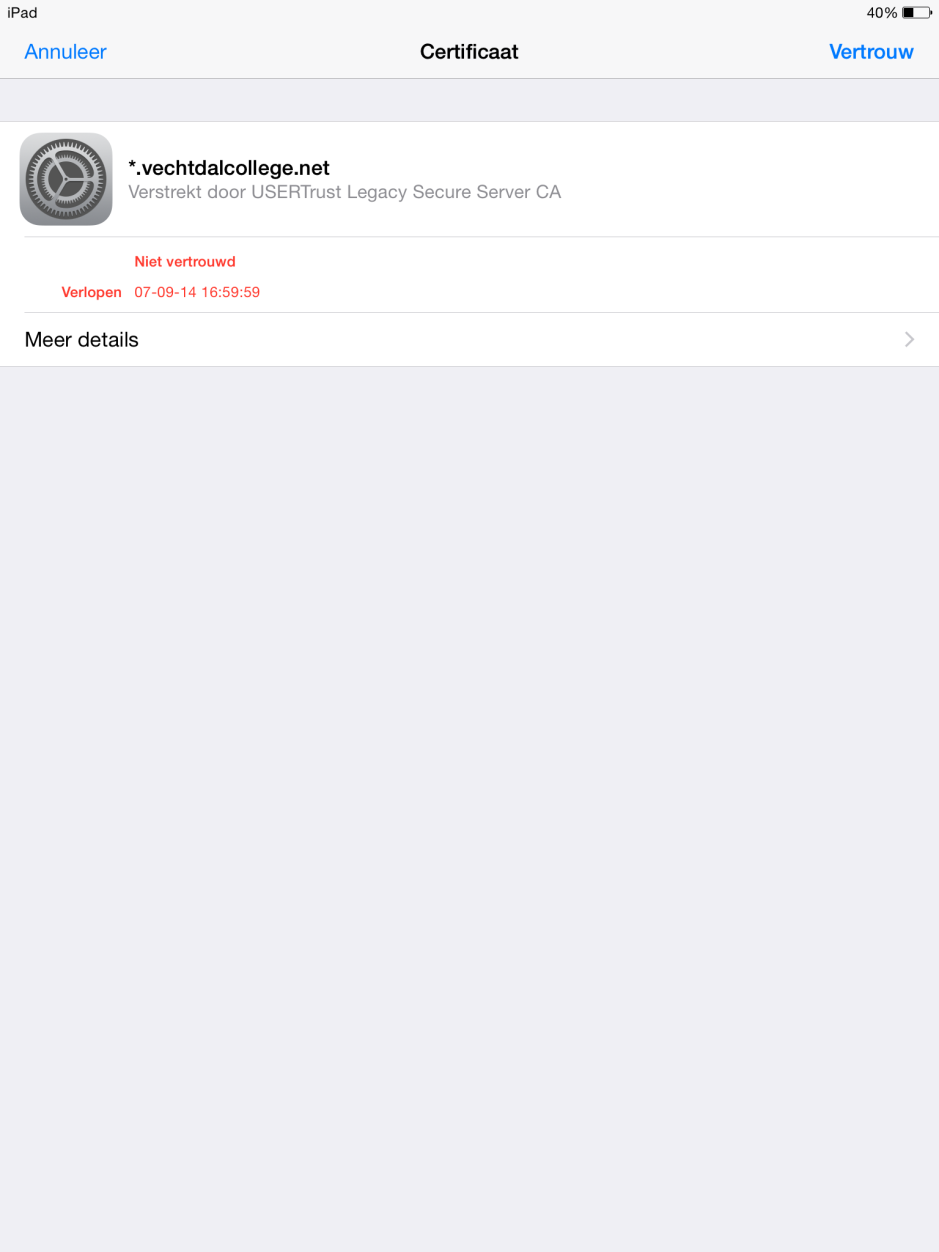 iPad 40%
Annuleer Certificaat Vertrouw
*.vechtdalcollege.net
Verstrekt door USERTrust Legacy Secure Server CA
Niet vertrouwd
Verlopen 07-09-14 16:59:59
Meer details